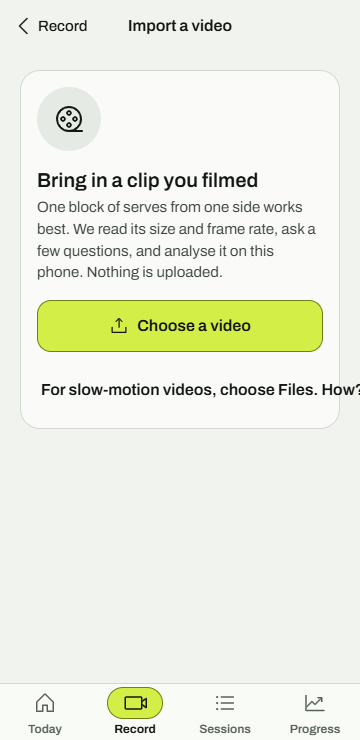 Record
Import a video
Bring in a clip you filmed
One block of serves from one side works
best. We read its size and frame rate, ask a
few questions, and analyse it on this
phone. Nothing is uploaded.
Choose a video
For slow-motion videos, choose Files. How?
Today
Record
Sessions
Progress